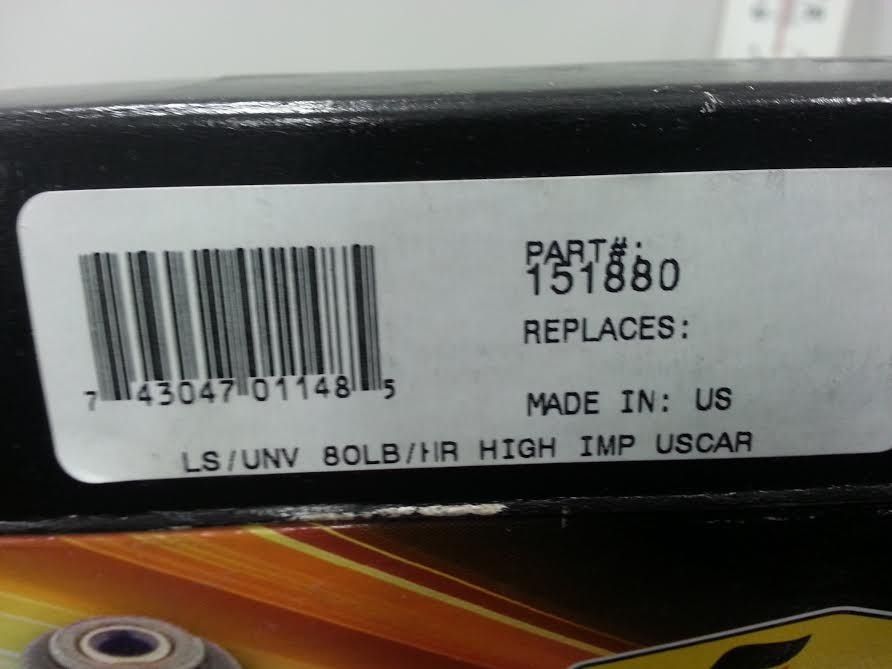 PART#:
151880
REPLACES:
MADE IN: US
7 43047 01148 5
LS/UNV 80LB/HR HIGH IMP USCAR